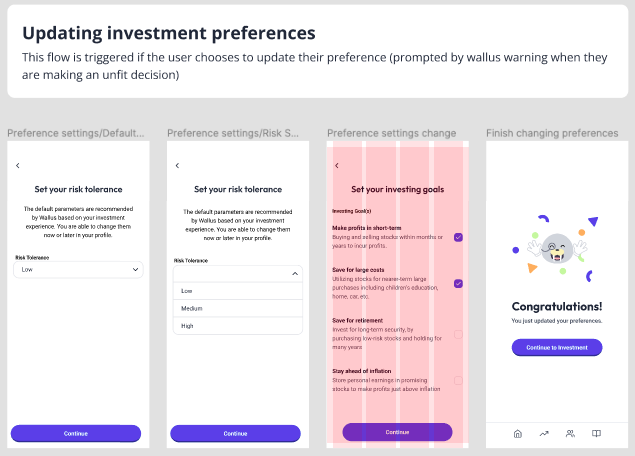 Updating investment preferences
This flow is triggered if the user chooses to update their preference (prompted by wallus warning when they
are making an unfit decision)
Preference settings/Default...
Preference settings/Risk S...
Preference settings change
Finish changing preferences
Set your risk tolerance
The default parameters are recommended
by Wallus based on your investment
experience. You are able to change them
now or later in your profile.
Risk Tolerance
Low
Continue
Set your risk tolerance
The default parameters are recommended
by Wallus based on your investment
experience. You are able to change them
now or later in your profile.
Risk Tolerance
Low
Medium
High
Continue
Set your investing goals
Investing Goal(s)
Make profits in short-term
Buying and selling stocks within months or
years to incur profits.
Save for large costs
Utilizing stocks for nearer-term large
purchases including children's education,
home, car, etc.
Save for retirement
Invest for long-term security, by
purchasing low-risk stocks and holding for
many years
Stay ahead of inflation
Store personal earnings in promising
stocks to make profits just above inflation
Continue
Congratulations!
You just updated your preferences.
Continue to Investment